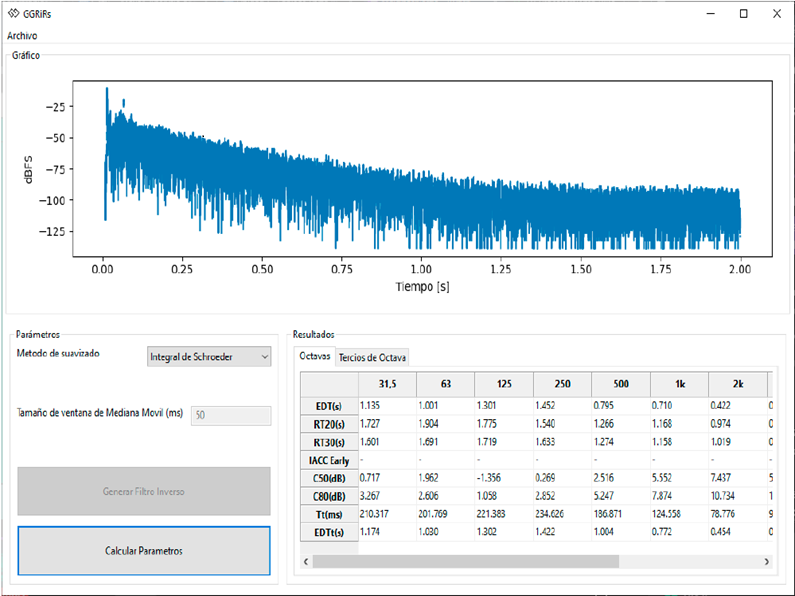 GGRiRs
Archivo
Gráfico
−25
−50
−75
−100
−125
dBFS
0.00 0.25 0.50 0.75 1.00 1.25 1.50 1.75 2.00
Tiempo [s]
Parámetros
Metodo de suavizado
Integral de Schroeder
Tamaño de ventana de Mediana Movil (ms)
50
Generar Filtro Inverso
Calcular Parametros
Resultados
Octavas Tercios de Octava
31,5 63 125 250 500 1k 2k
EDT(s) 1.135 1.001 1.301 1.452 0.795 0.710 0.422 0
RT20(s) 1.727 1.904 1.775 1.540 1.266 1.168 0.974 0
RT30(s) 1.601 1.691 1.719 1.633 1.274 1.158 1.019 0
IACC Early - - - - - - - -
C50(dB) 0.717 1.962 -1.356 0.269 2.516 5.552 7.437 5
C80(dB) 3.267 2.606 1.058 2.852 5.247 7.874 10.734 1
Tt(ms) 210.317 201.769 221.383 234.626 186.871 124.558 78.776 9
EDTt(s) 1.174 1.030 1.302 1.422 1.004 0.772 0.454 0